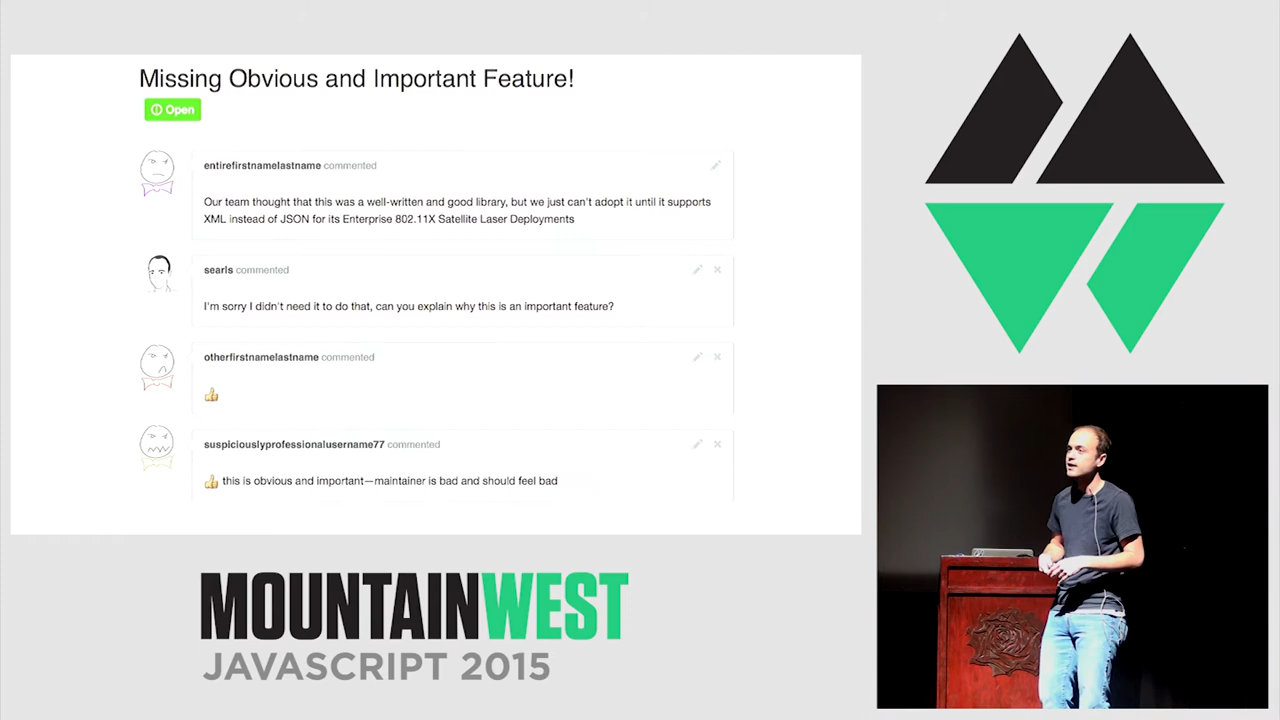 Missing Obvious and Important Feature!
Open
entirefirstnamelastname commented
Our team thought that this was a well-written and good library, but we just can't adopt it until it supports
XML instead of JSON for its Enterprise 802.11X Satellite Laser Deployments
searls commented
I'm sorry I didn't need it to do that, can you explain why this is an important feature?
otherfirstnamelastname commented
👍
suspiciouslyprofessionalusername77 commented
👍 this is obvious and important—maintainer is bad and should feel bad
MOUNTAINWEST
JAVASCRIPT 2015